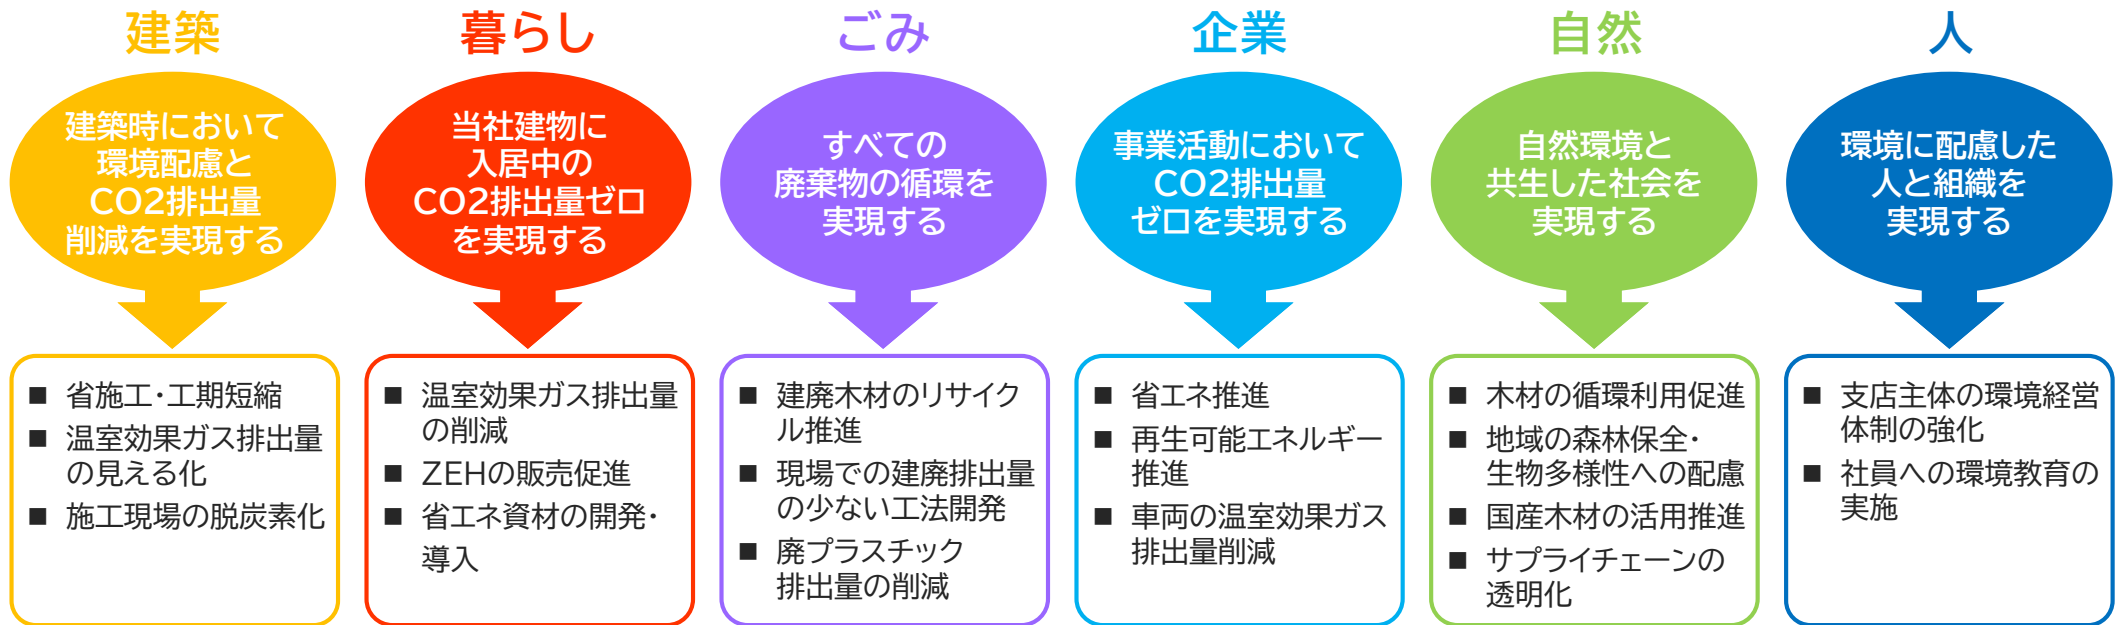 建築
建築時において
環境配慮と
CO2排出量
削減を実現する
■ 省施工・工期短縮
■ 温室効果ガス排出量
の見える化
■ 施工現場の脱炭素化
暮らし
当社建物に
入居中の
CO2排出量ゼロ
を実現する
■ 温室効果ガス排出量
の削減
■ ZEHの販売促進
■ 省エネ資材の開発・
導入
ごみ
すべての
廃棄物の循環を
実現する
■ 建廃木材のリサイク
ル推進
■ 現場での建廃排出量
の少ない工法開発
■ 廃プラスチック
排出量の削減
企業
事業活動において
CO2排出量
ゼロを実現する
■ 省エネ推進
■ 再生可能エネルギー
推進
■ 車両の温室効果ガス
排出量削減
自然
自然環境と
共生した社会を
実現する
■ 木材の循環利用促進
■ 地域の森林保全・
生物多様性への配慮
■ 国産木材の活用推進
■ サプライチェーンの
透明化
人
環境に配慮した
人と組織を
実現する
■ 支店主体の環境経営
体制の強化
■ 社員への環境教育の
実施